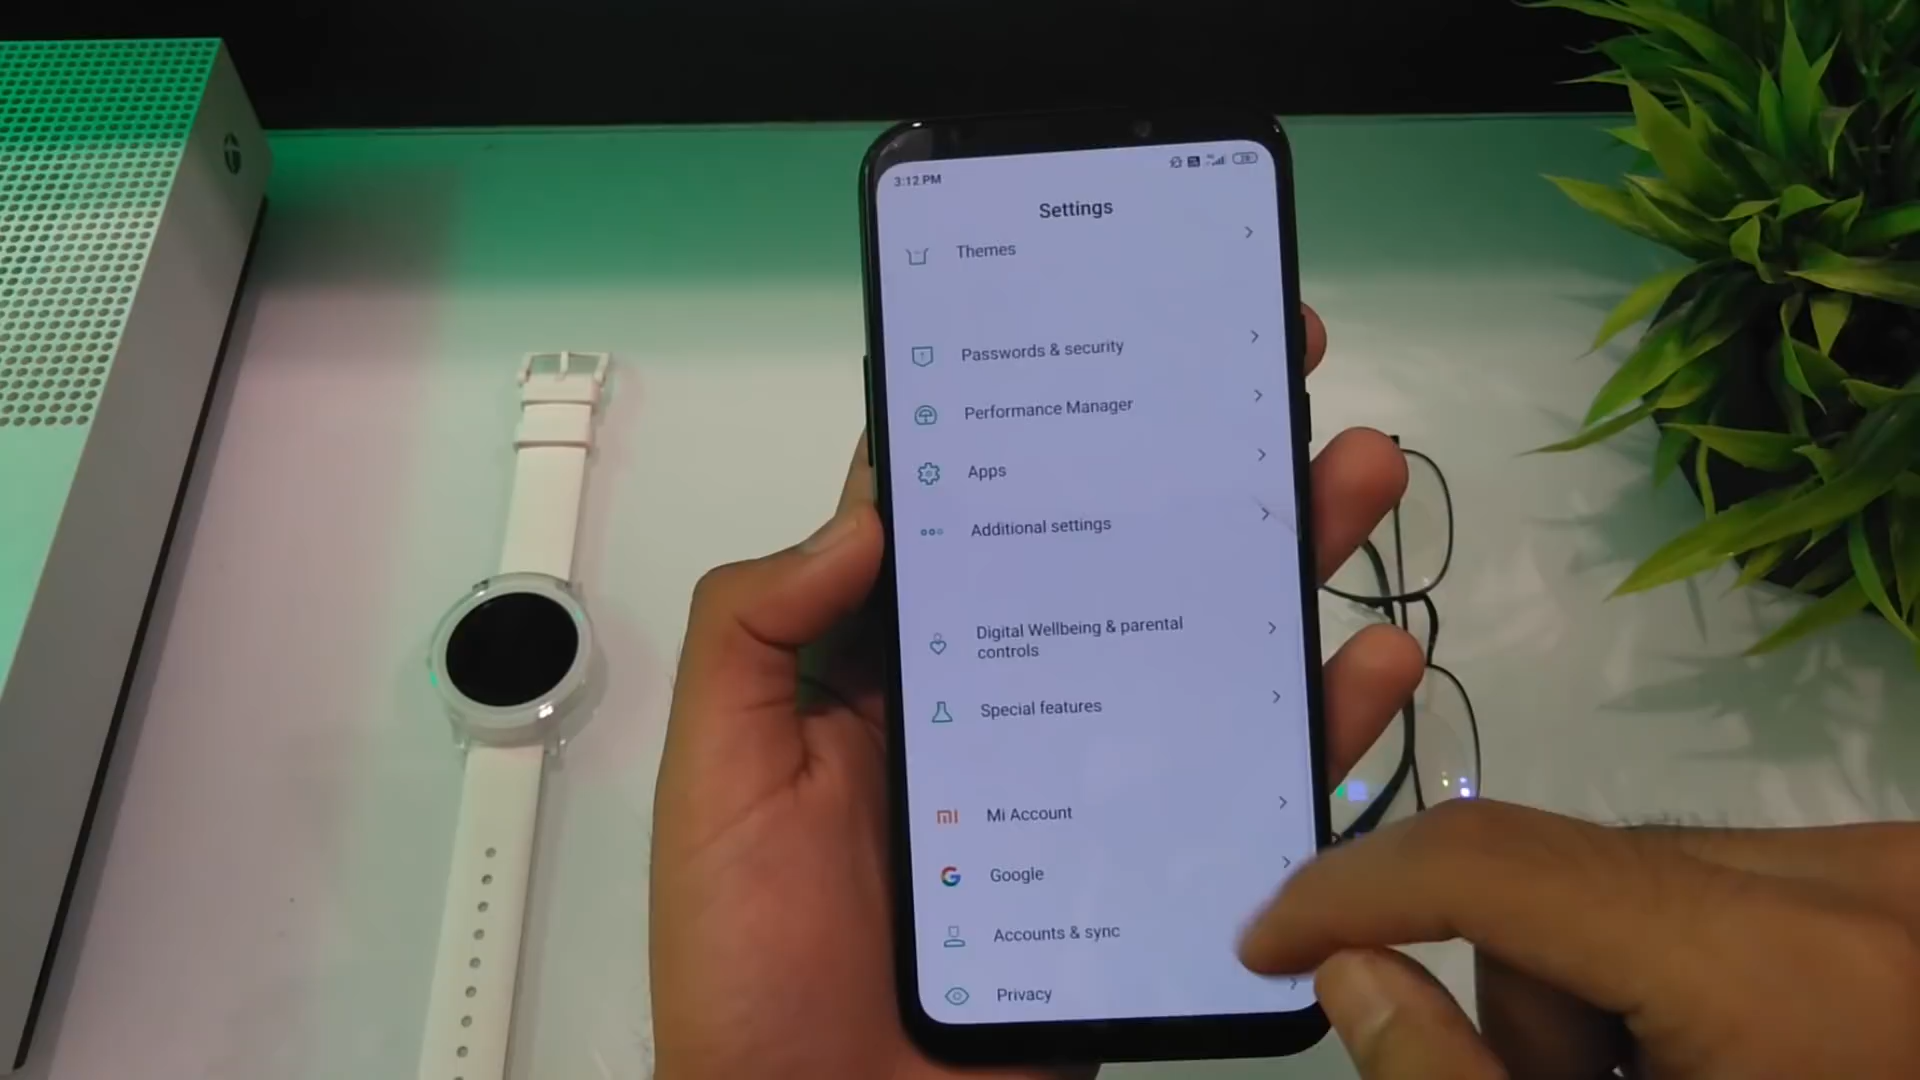 3:12 PM
Settings
Themes
Passwords & security
Performance Manager
Apps
Additional settings
Digital Wellbeing & parental
controls
Special features
Mi Account
Google
Accounts & sync
Privacy